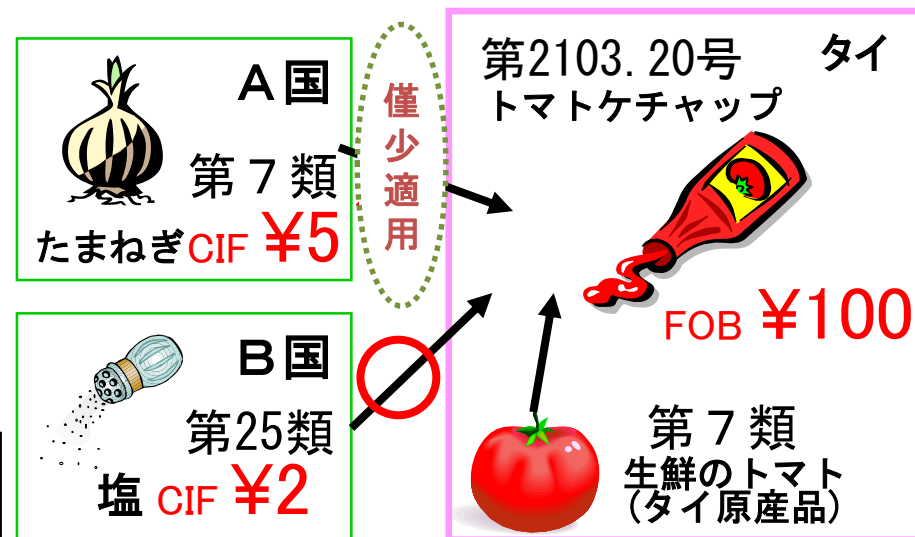 A国
第7類
たまねぎCIF ¥5
僅少適用
B国
第25類
塩 CIF ¥2
第2103.20号 タイ
トマトケチャップ
FOB ¥100
第7類
生鮮のトマト
(タイ原産品)